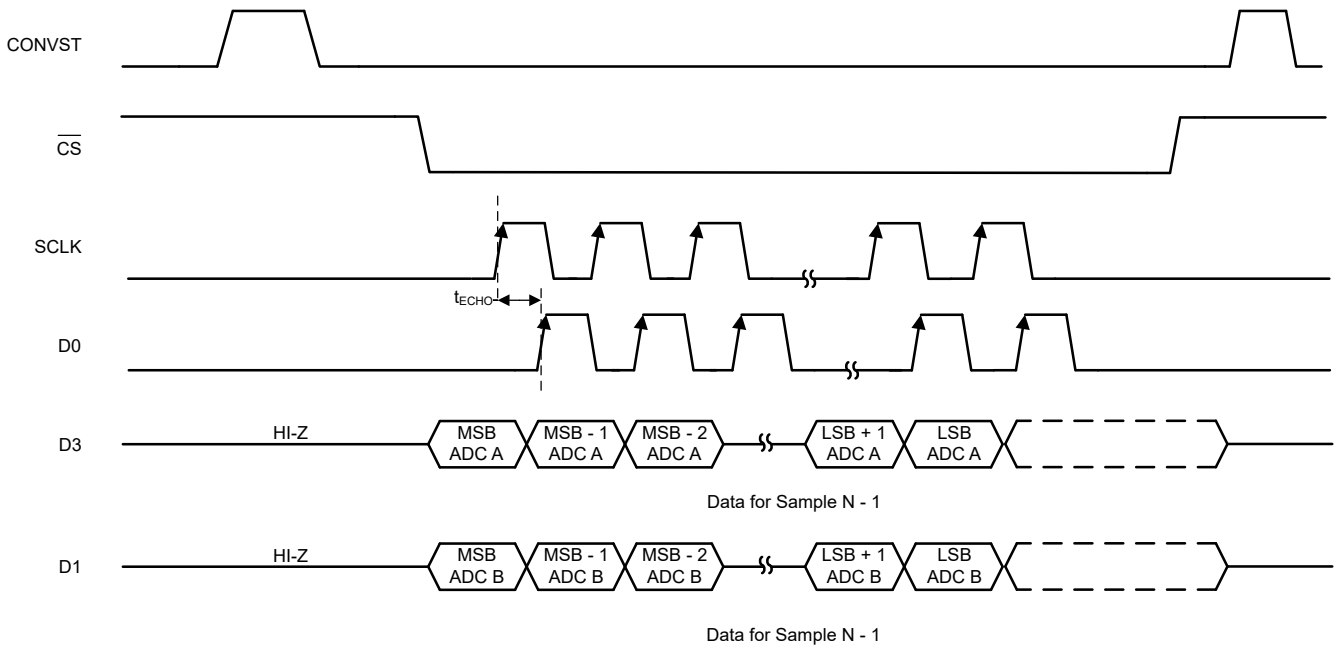 CONVST
CS
SCLK
tECHO
D0
D3
HI-Z
MSB
ADC A
MSB - 1
ADC A
MSB - 2
ADC A
LSB + 1
ADC A
LSB
ADC A
Data for Sample N - 1
D1
HI-Z
MSB
ADC B
MSB - 1
ADC B
MSB - 2
ADC B
LSB + 1
ADC B
LSB
ADC B
Data for Sample N - 1